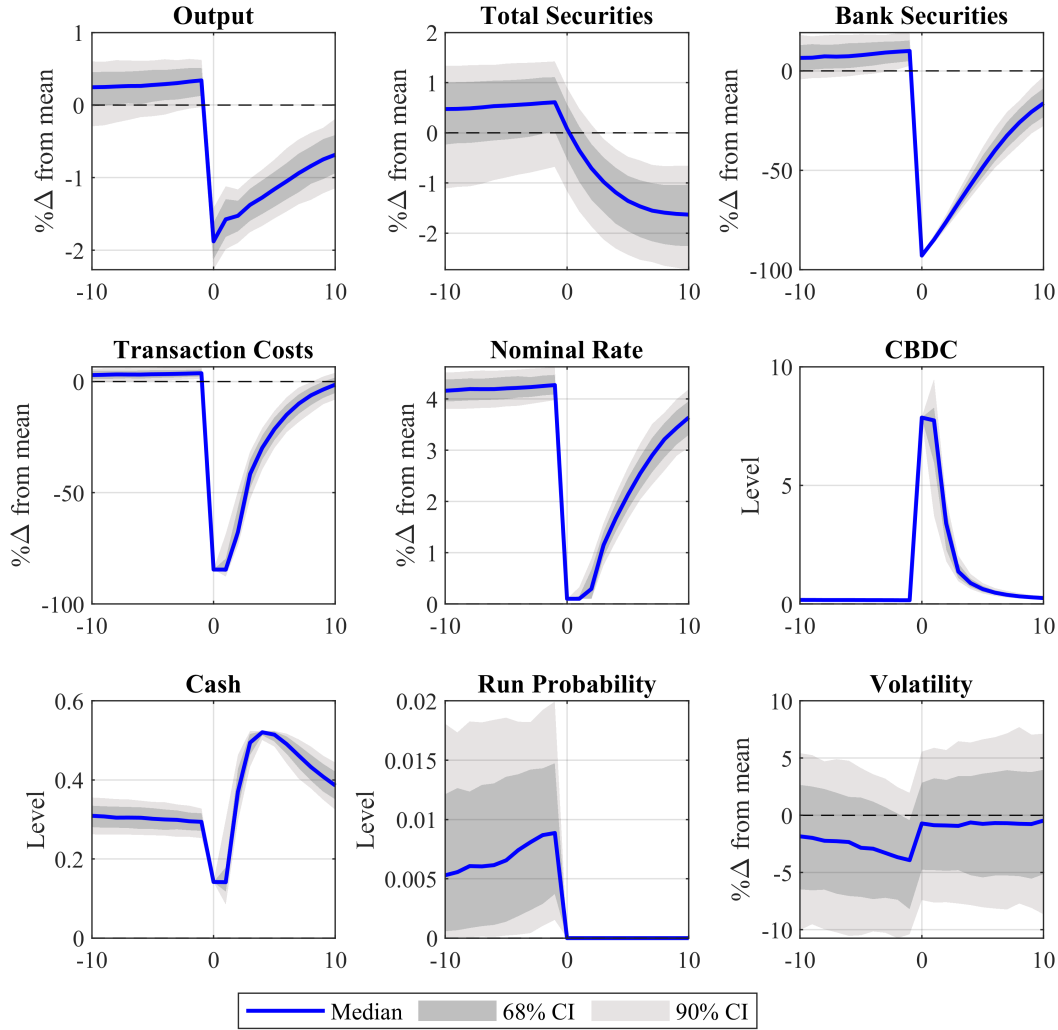 Output
Total Securities
Bank Securities
%Δ from mean
1
0
-1
-2
-10 0 10
%Δ from mean
2
1
0
-1
-2
-10 0 10
%Δ from mean
0
-50
-100
-10 0 10
Transaction Costs
Nominal Rate
CBDC
%Δ from mean
0
-50
-100
-10 0 10
%Δ from mean
4
3
2
1
0
-10 0 10
Level
10
5
0
-10 0 10
Cash
Run Probability
Volatility
Level
0.6
0.4
0.2
0
-10 0 10
Level
0.02
0.015
0.01
0.005
0
-10 0 10
%Δ from mean
10
5
0
-5
-10
-10 0 10
Median 68% CI 90% CI